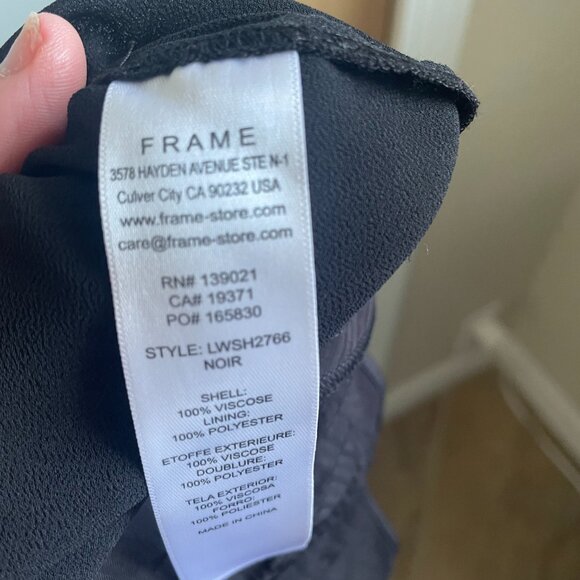 FRAME
3578 HAYDEN AVENUE STE N-1
Culver City CA 90232 USA
www.frame-store.com
care@frame-store.com
RN# 139021
CA# 19371
PO# 165830
STYLE: LWSH2766
NOIR
SHELL:
100% VISCOSE
LINING:
100% POLYESTER
ETOFFE EXTERIEURE:
100% VISCOSE
DOUBLURE:
100% POLYESTER
TELA EXTERIOR:
100% VISCOSA
FORRO:
100% POLIESTER
MADE IN CHINA